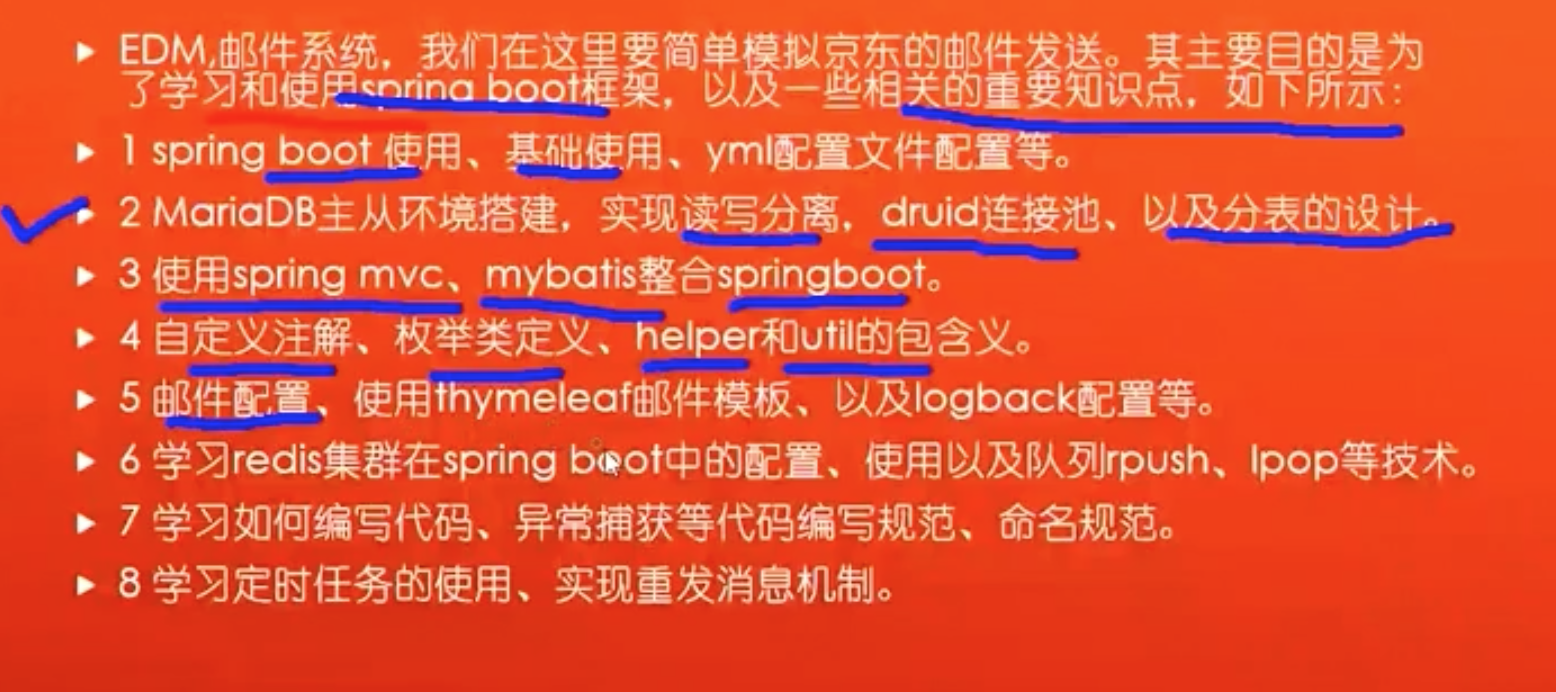 EDM,邮件系统，我们在这里要简单模拟京东的邮件发送。其主要目的是为
了学习和使用spring boot框架，以及一些相关的重要知识点，如下所示：
1 spring boot 使用、基础使用、yml配置文件配置等。
2 MariaDB主从环境搭建，实现读写分离，druid连接池、以及分表的设计。
3 使用spring mvc、mybatis整合springboot。
4 自定义注解、枚举类定义、helper和util的包含义。
5 邮件配置、使用thymeleaf邮件模板、以及logback配置等。
6 学习redis集群在spring boot中的配置、使用以及队列rpush、lpop等技术。
7 学习如何编写代码、异常捕获等代码编写规范、命名规范。
8 学习定时任务的使用、实现重发消息机制。